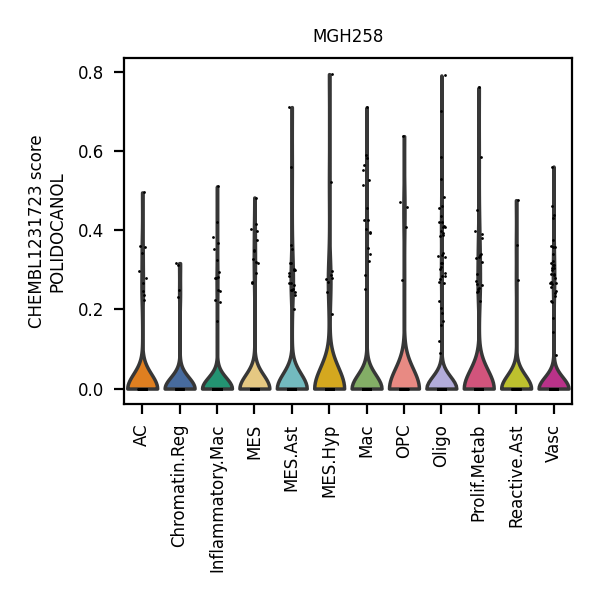 MGH258
CHEMBL1231723 score
POLIDOCANOL
0.8
0.6
0.4
0.2
0.0
AC
Chromatin.Reg
Inflammatory.Mac
MES
MES.Ast
MES.Hyp
Mac
OPC
Oligo
Prolif.Metab
Reactive.Ast
Vasc